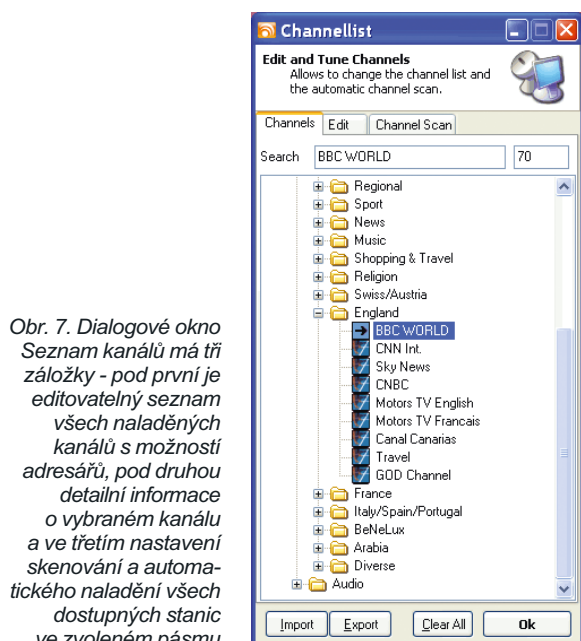 Channellist
Edit and Tune Channels
Allows to change the channel list and
the automatic channel scan.
Channels Edit Channel Scan
Search BBC WORLD 70
Regional
Sport
News
Music
Shopping & Travel
Religion
Swiss/Austria
England
BBC WORLD
CNN Int.
Sky News
CNBC
Motors TV English
Motors TV Francais
Canal Canarias
Travel
GOD Channel
France
Italy/Spain/Portugal
BeNeLux
Arabia
Diverse
Audio
Import Export Clear All Ok
Obr. 7. Dialogové okno
Seznam kanálů má tři
záložky - pod první je
editovatelný seznam
všech naladěných
kanálů s možností
adresářů, pod druhou
detailní informace
o vybraném kanálu
a ve třetím nastavení
skenování a automa-
tického naladění všech
dostupných stanic
ve zvoleném pásmu